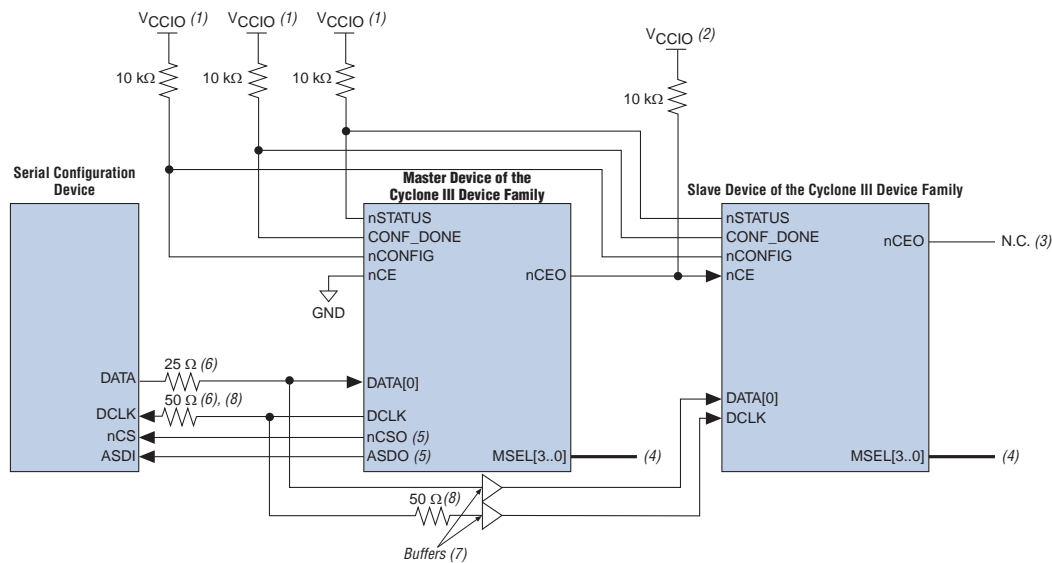 VCCIO (1)
VCCIO (1)
VCCIO (1)
VCCIO (2)
10 kΩ
10 kΩ
10 kΩ
10 kΩ
Serial Configuration
Device
Master Device of the
Cyclone III Device Family
Slave Device of the Cyclone III Device Family
nSTATUS
CONF_DONE
nCONFIG
nCE
nCEO
GND
nSTATUS
CONF_DONE
nCONFIG
nCE
nCEO
N.C. (3)
DATA
DCLK
nCS
ASDI
25 Ω (6)
50 Ω (6), (8)
DATA[0]
DCLK
nCSO (5)
ASDO (5)
MSEL[3..0]
(4)
DATA[0]
DCLK
MSEL[3..0]
(4)
50 Ω (8)
Buffers (7)